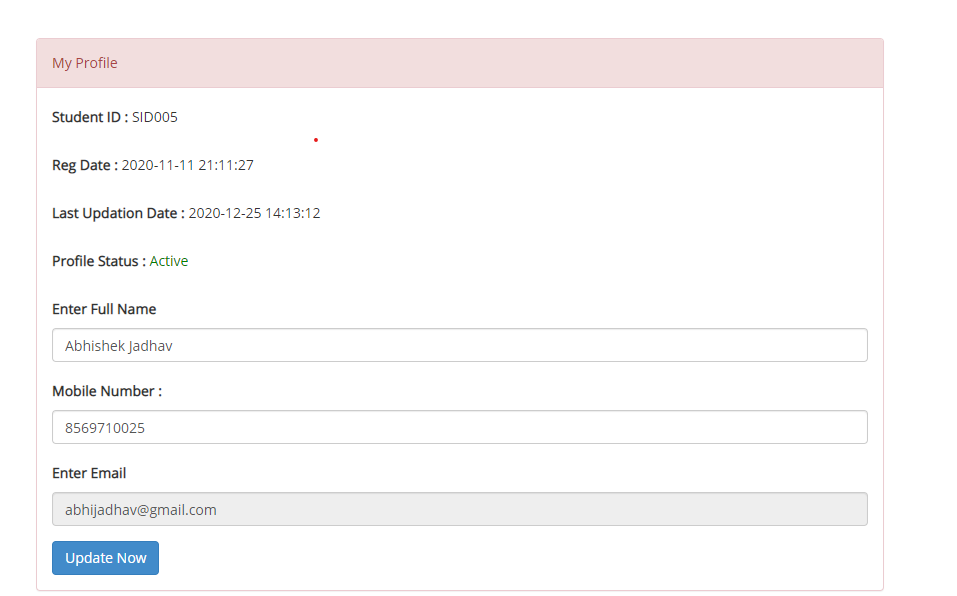 My Profile
Student ID : SID005
Reg Date : 2020-11-11 21:11:27
Last Updation Date : 2020-12-25 14:13:12
Profile Status : Active
Enter Full Name
Abhishek Jadhav
Mobile Number :
8569710025
Enter Email
abhijadhav@gmail.com
Update Now